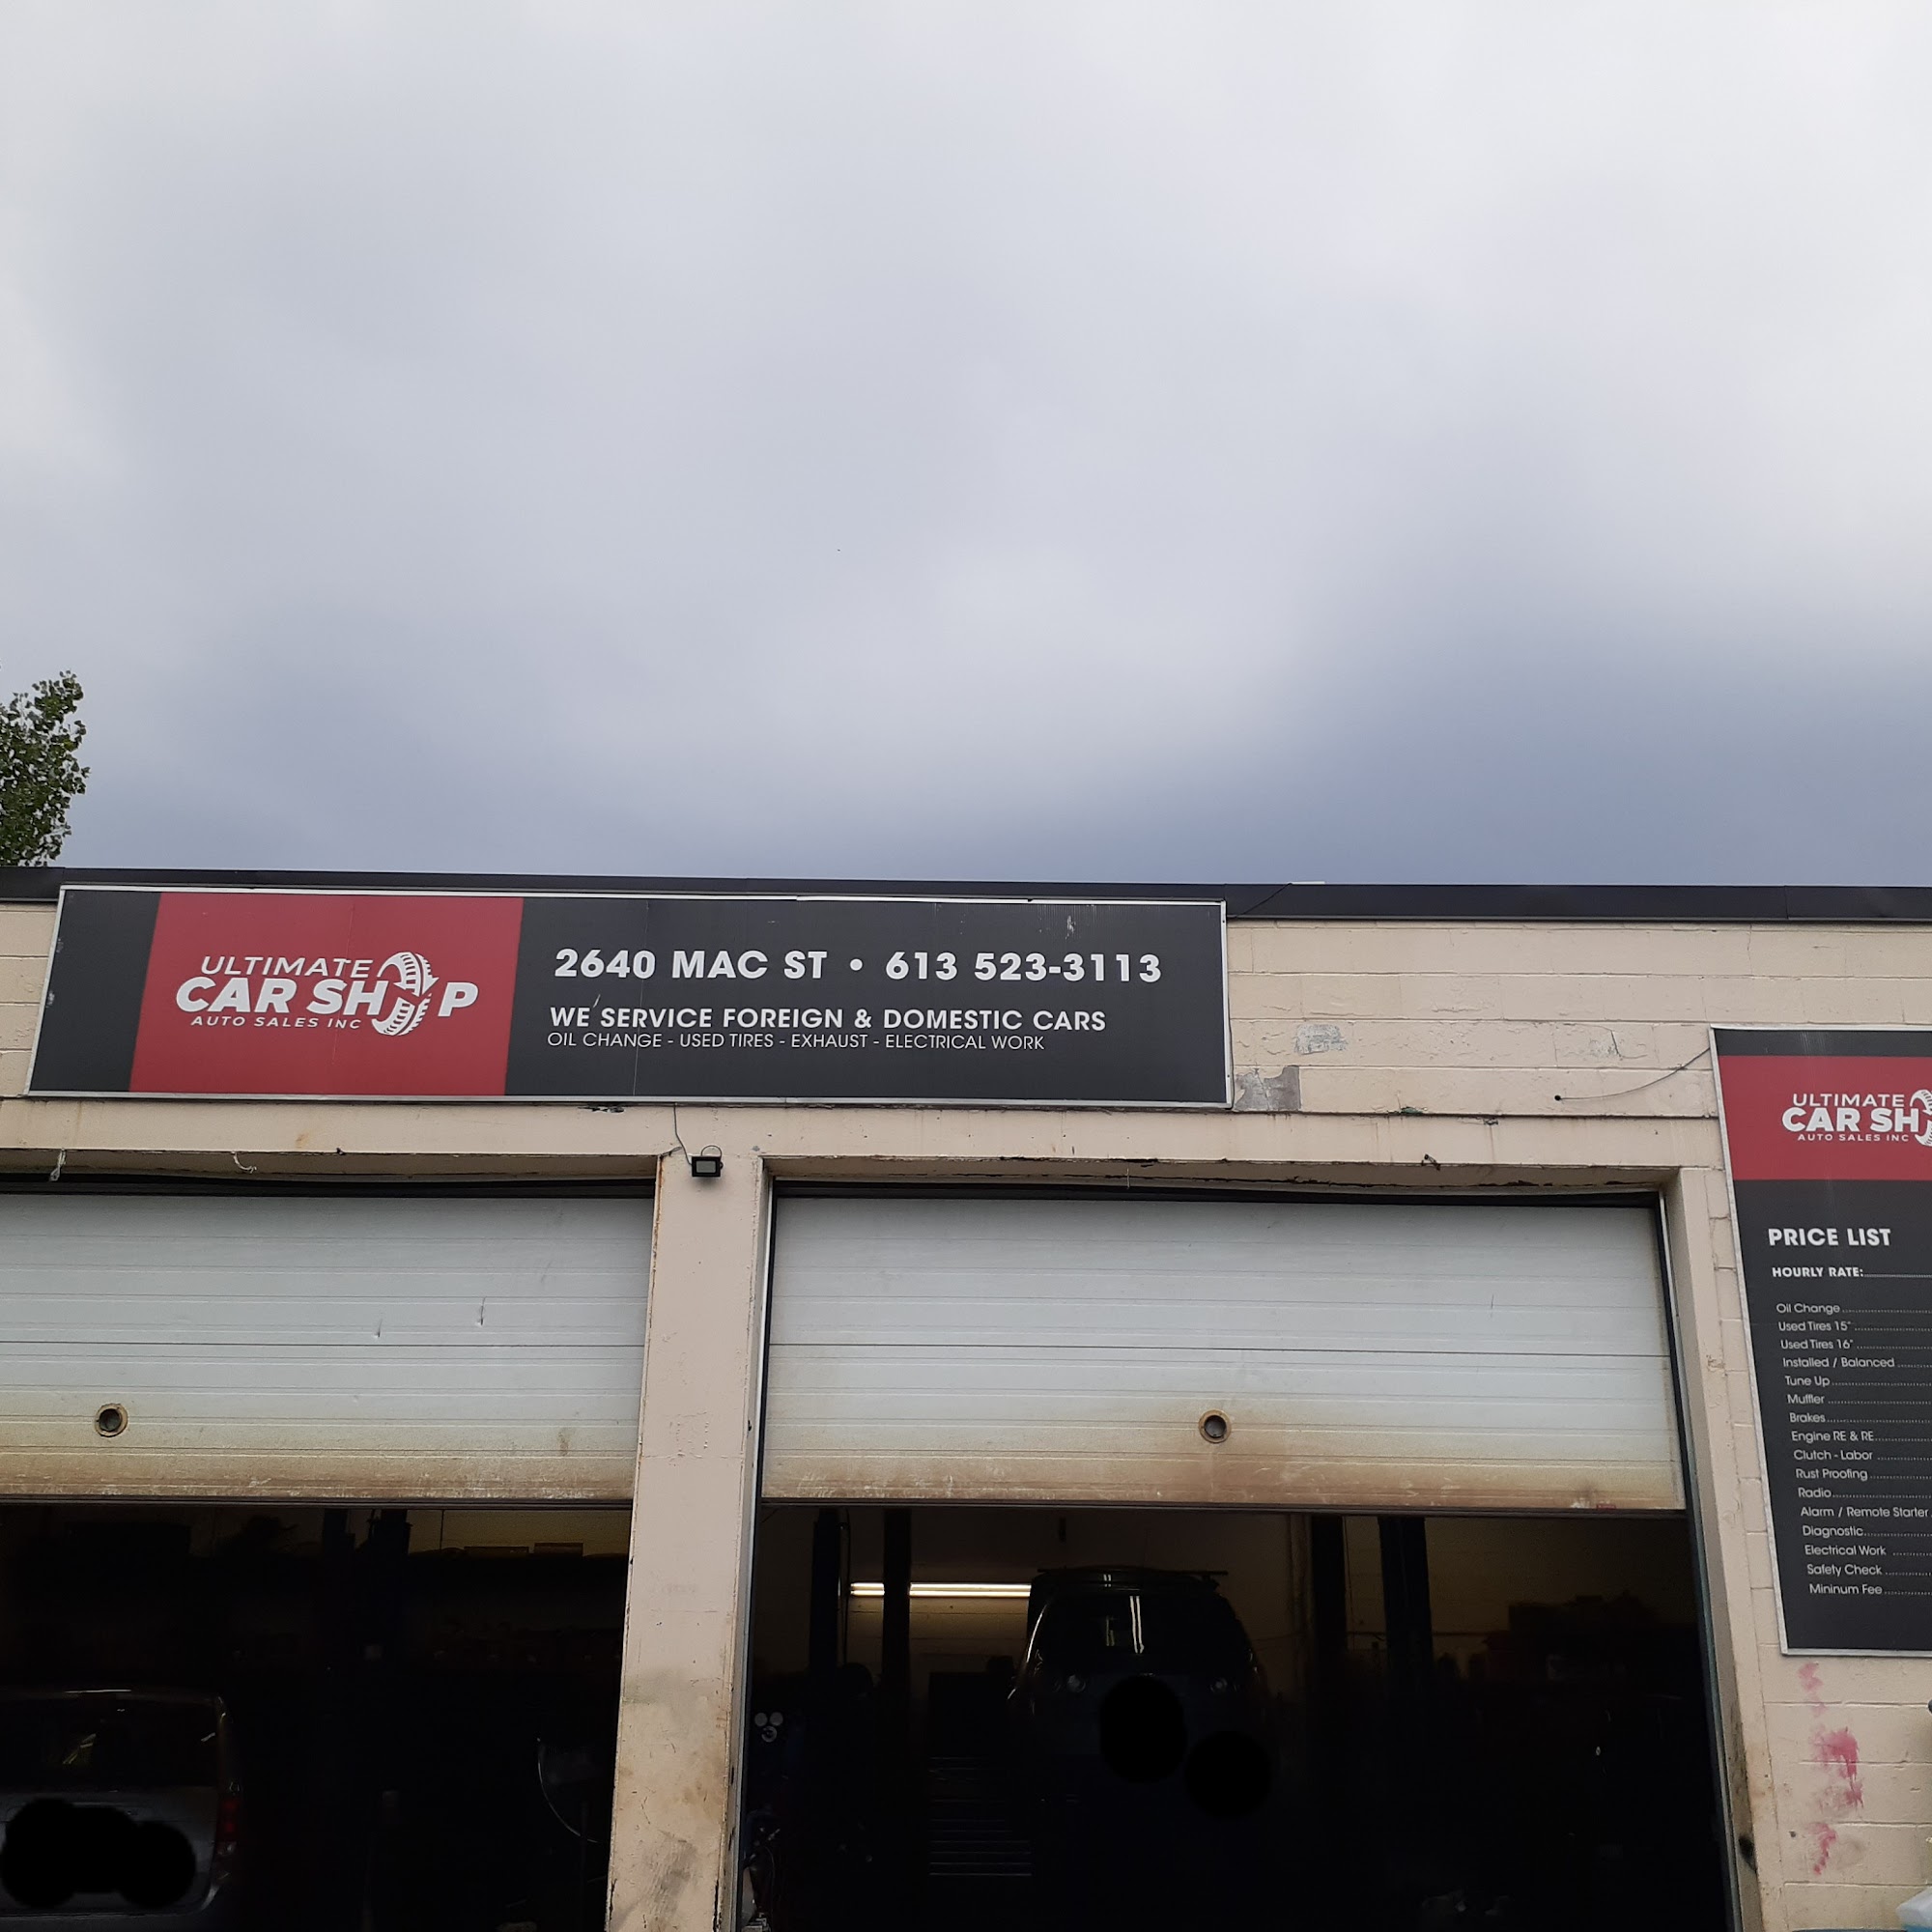 ULTIMATE
CAR SHOP
AUTO SALES INC
2640 MAC ST • 613 523-3113
WE SERVICE FOREIGN & DOMESTIC CARS
OIL CHANGE - USED TIRES - EXHAUST - ELECTRICAL WORK
ULTIMATE
CAR SH
AUTO SALES INC
PRICE LIST
HOURLY RATE:
Oil Change
Used Tires 15"
Used Tires 16"
Installed / Balanced
Tune Up
Muffler
Brakes
Engine RE & RE
Clutch - Labor
Rust Proofing
Radio
Alarm / Remote Starter
Diagnostic
Electrical Work
Safety Check
Mininum Fee